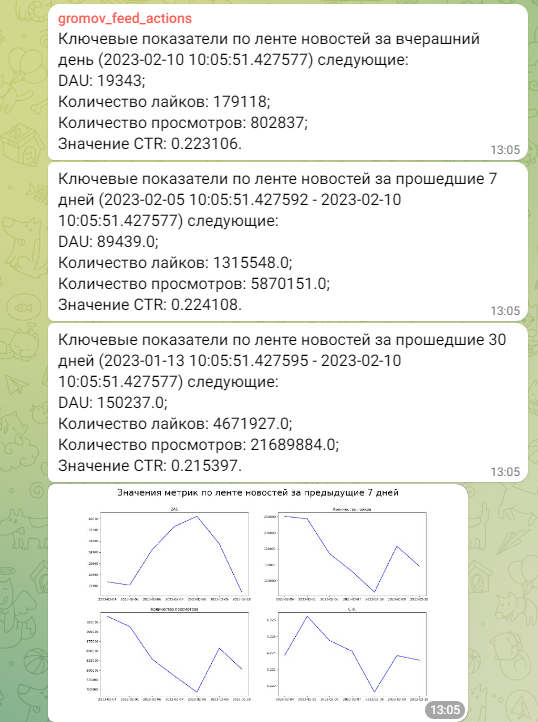 gromov_feed_actions
Ключевые показатели по ленте новостей за вчерашний
день (2023-02-10 10:05:51.427577) следующие:
DAU: 19343;
Количество лайков: 179118;
Количество просмотров: 802837;
Значение CTR: 0.223106.
13:05
Ключевые показатели по ленте новостей за прошедшие 7
дней (2023-02-05 10:05:51.427592 - 2023-02-10
10:05:51.427577) следующие:
DAU: 89439.0;
Количество лайков: 1315548.0;
Количество просмотров: 5870151.0;
Значение CTR: 0.224108.
13:05
Ключевые показатели по ленте новостей за прошедшие 30
дней (2023-01-13 10:05:51.427595 - 2023-02-10
10:05:51.427577) следующие:
DAU: 150237.0;
Количество лайков: 4671927.0;
Количество просмотров: 21689884.0;
Значение CTR: 0.215397.
13:05
Значения метрик по ленте новостей за предыдущие 7 дней
DAU
Количество лайков
Количество просмотров
CTR
13:05